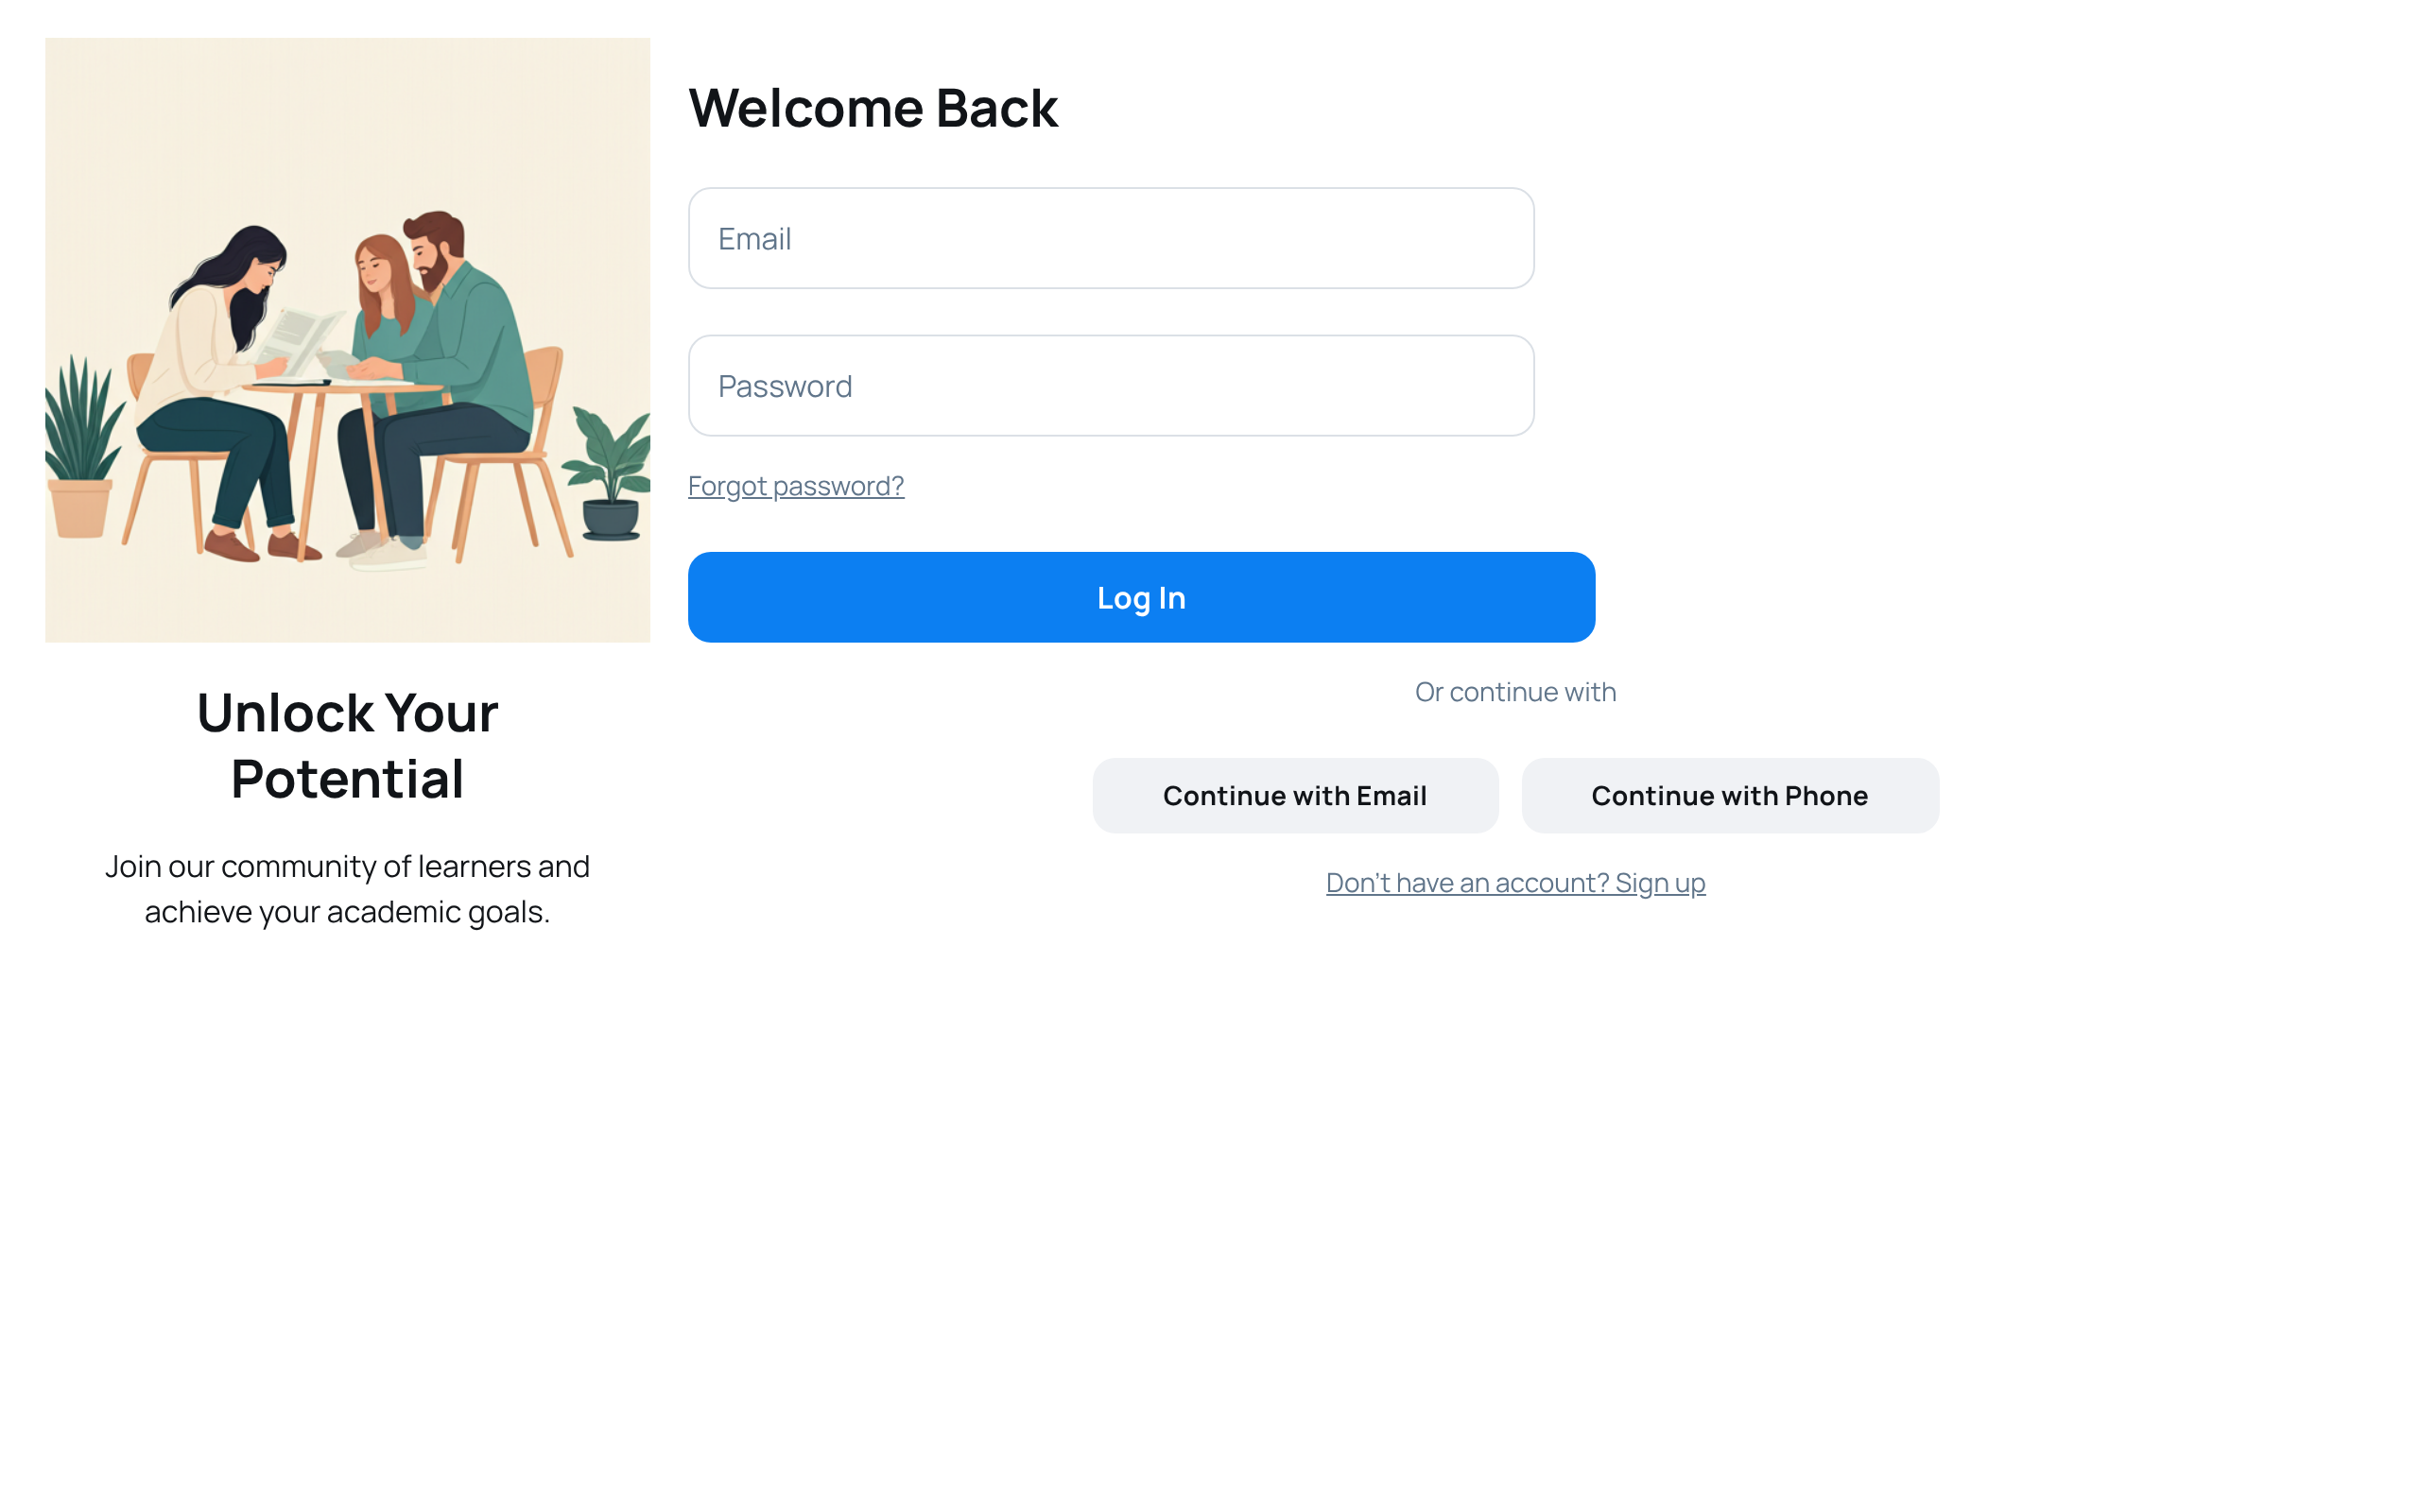 Welcome Back
Email
Password
Forgot password?
Log In
Or continue with
Continue with Email
Continue with Phone
Don't have an account? Sign up
Unlock Your
Potential
Join our community of learners and
achieve your academic goals.